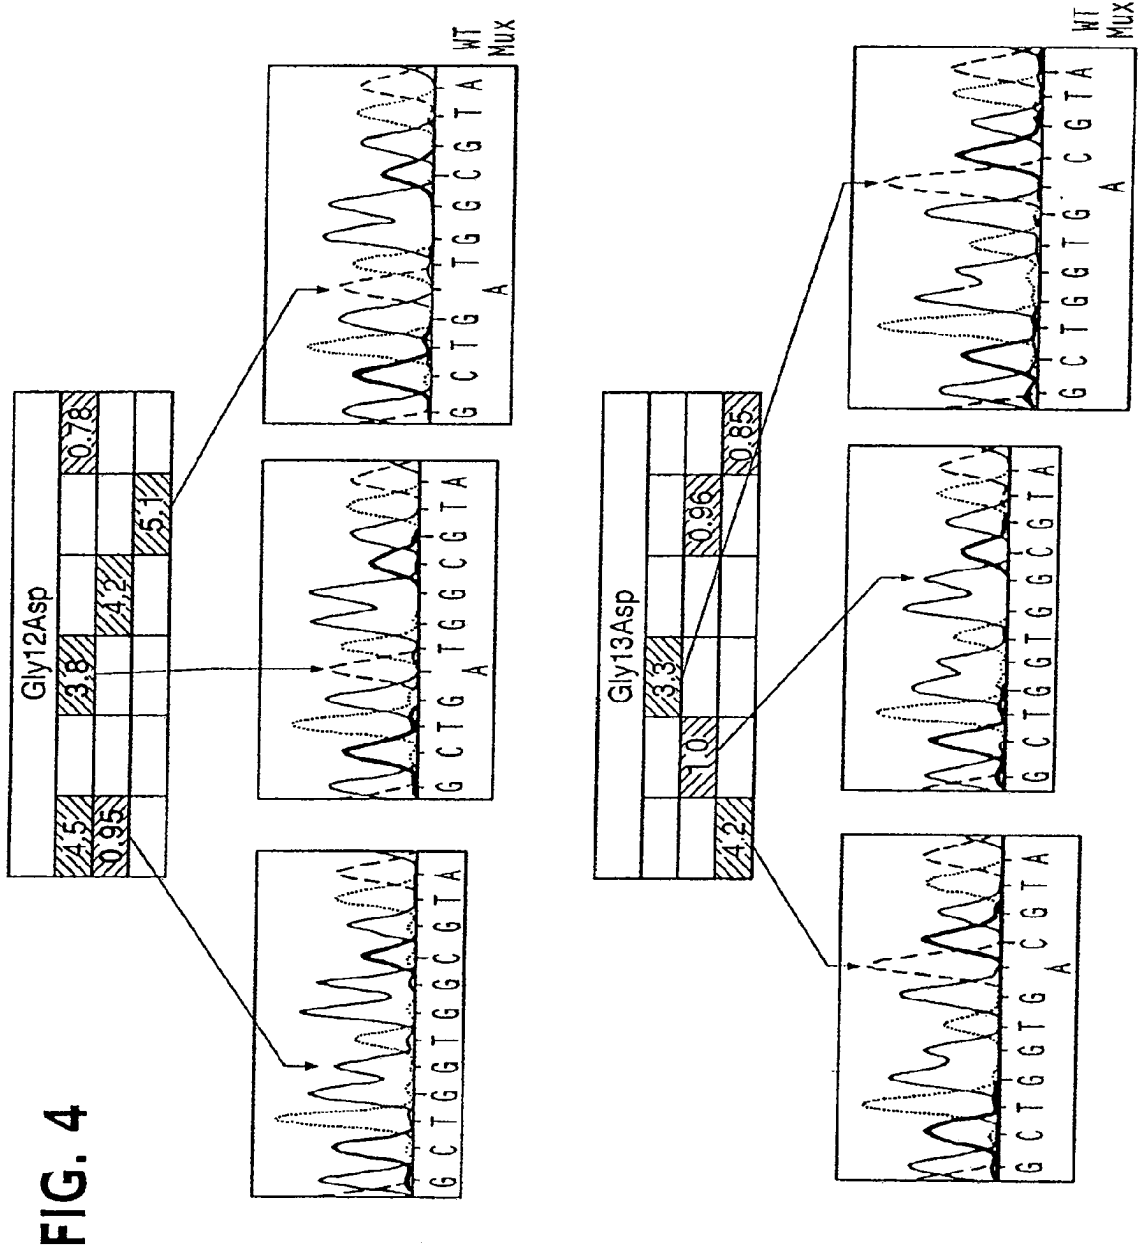 FIG. 4
Gly12Asp
4.5 3.8 0.78
0.95 4.2
5.1
G C T G G T G G C G T A
G C T G T G G C G T A
A
G C T G T G G C G T A WT
A Mux
Gly13Asp
3.3
1.0 0.96
4.2 0.85
G C T G G T G C G T A
A
G C T G G T G G C G T A
G C T G G T G C G T A WT
A Mux